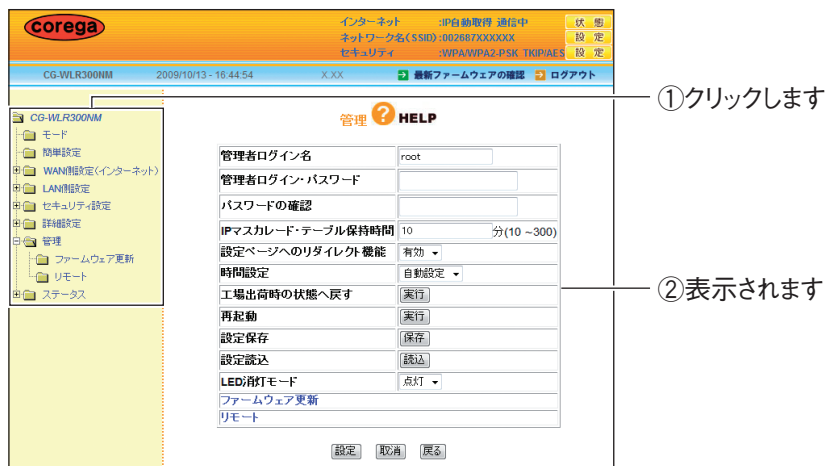 corega
インターネット :IP自動取得 通信中 状 態
ネットワーク名(SSID):002687XXXXXX 設 定
セキュリティ :WPA/WPA2-PSK TKIP/AES 設 定
CG-WLR300NM 2009/10/13 - 16:44:54 X.XX 最新ファームウェアの確認 ログアウト
CG-WLR300NM
モード
簡単設定
WAN側設定(インターネット)
LAN側設定
セキュリティ設定
詳細設定
管理
ファームウェア更新
リモート
ステータス
管理 ? HELP
管理者ログイン名 root
管理者ログイン・パスワード
パスワードの確認
IPマスカレード・テーブル保持時間 10 分(10 ~300)
設定ページへのリダイレクト機能 有効
時間設定 自動設定
工場出荷時の状態へ戻す 実行
再起動 実行
設定保存 保存
設定読込 読込
LED消灯モード 点灯
ファームウェア更新
リモート
設定 取消 戻る
①クリックします
②表示されます